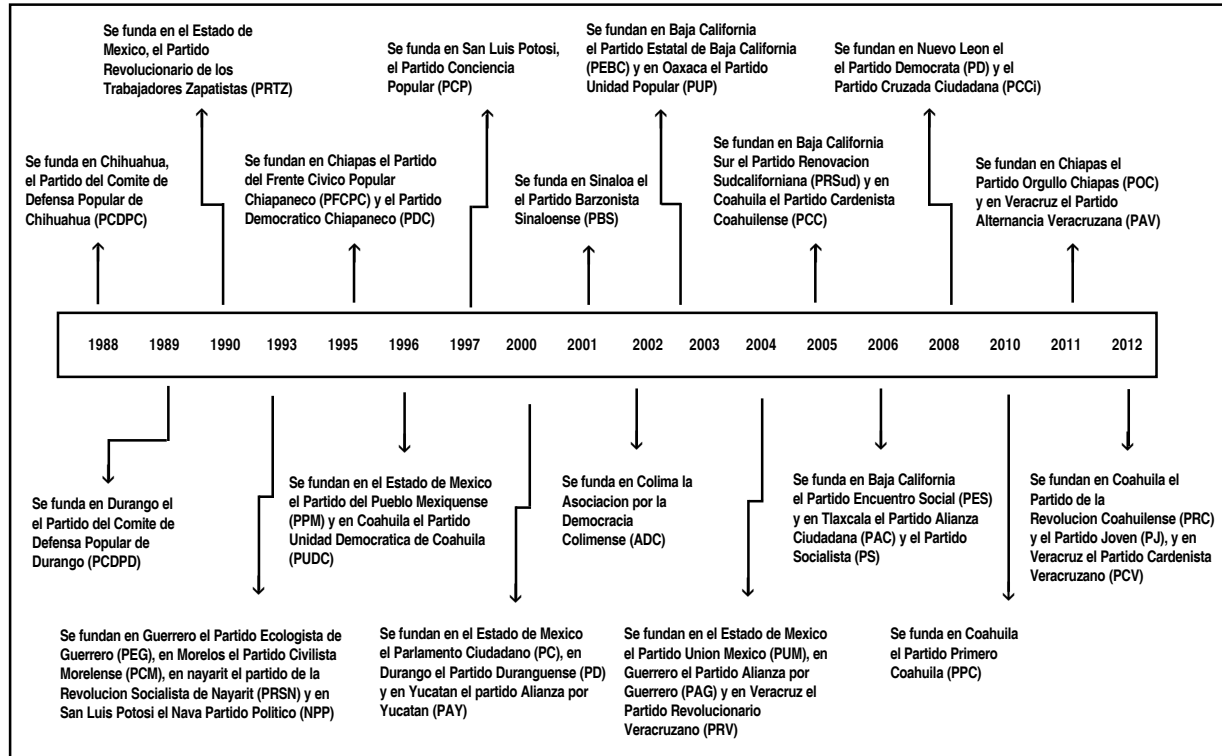 Se funda en el Estado de
Mexico, el Partido
Revolucionario de los
Trabajadores Zapatistas (PRTZ)
Se funda en San Luis Potosi,
el Partido Conciencia
Popular (PCP)
Se fundan en Baja California
el Partido Estatal de Baja California
(PEBC) y en Oaxaca el Partido
Unidad Popular (PUP)
Se fundan en Nuevo Leon el
el Partido Democrata (PD) y el
Partido Cruzada Ciudadana (PCCi)
Se funda en Chihuahua,
el Partido del Comite de
Defensa Popular de
Chihuahua (PCDPC)
Se fundan en Chiapas el Partido
del Frente Civico Popular
Chiapaneco (PFCPC) y el Partido
Democratico Chiapaneco (PDC)
Se funda en Sinaloa el
el Partido Barzonista
Sinaloense (PBS)
Se fundan en Baja California
Sur el Partido Renovacion
Sudcaliforniana (PRSud) y en
Coahuila el Partido Cardenista
Coahuilense (PCC)
Se fundan en Chiapas el
Partido Orgullo Chiapas (POC)
y en Veracruz el Partido
Alternancia Veracruzana (PAV)
1988 1989 1990 1993 1995 1996 1997 2000 2001 2002 2003 2004 2005 2006 2008 2010 2011 2012
Se funda en Durango el
el Partido del Comite de
Defensa Popular de
Durango (PCDPD)
Se fundan en el Estado de Mexico
el Partido del Pueblo Mexiquense
(PPM) y en Coahuila el Partido
Unidad Democratica de Coahuila
(PUDC)
Se funda en Colima la
Asociacion por la
Democracia
Colimense (ADC)
Se fundan en Baja California
el Partido Encuentro Social (PES)
y en Tlaxcala el Partido Alianza
Ciudadana (PAC) y el Partido
Socialista (PS)
Se fundan en Coahuila el
Partido de la
Revolucion Coahuilense (PRC)
y el Partido Joven (PJ), y en
Veracruz el Partido Cardenista
Veracruzano (PCV)
Se fundan en Guerrero el Partido Ecologista de
Guerrero (PEG), en Morelos el Partido Civilista
Morelense (PCM), en nayarit el partido de la
Revolucion Socialista de Nayarit (PRSN) y en
San Luis Potosi el Nava Partido Politico (NPP)
Se fundan en el Estado de Mexico
el Parlamento Ciudadano (PC), en
Durango el Partido Duranguense (PD)
y en Yucatan el partido Alianza por
Yucatan (PAY)
Se fundan en el Estado de Mexico
el Partido Union Mexico (PUM), en
Guerrero el Partido Alianza por
Guerrero (PAG) y en Veracruz el
Partido Revolucionario
Veracruzano (PRV)
Se funda en Coahuila
el Partido Primero
Coahuila (PPC)